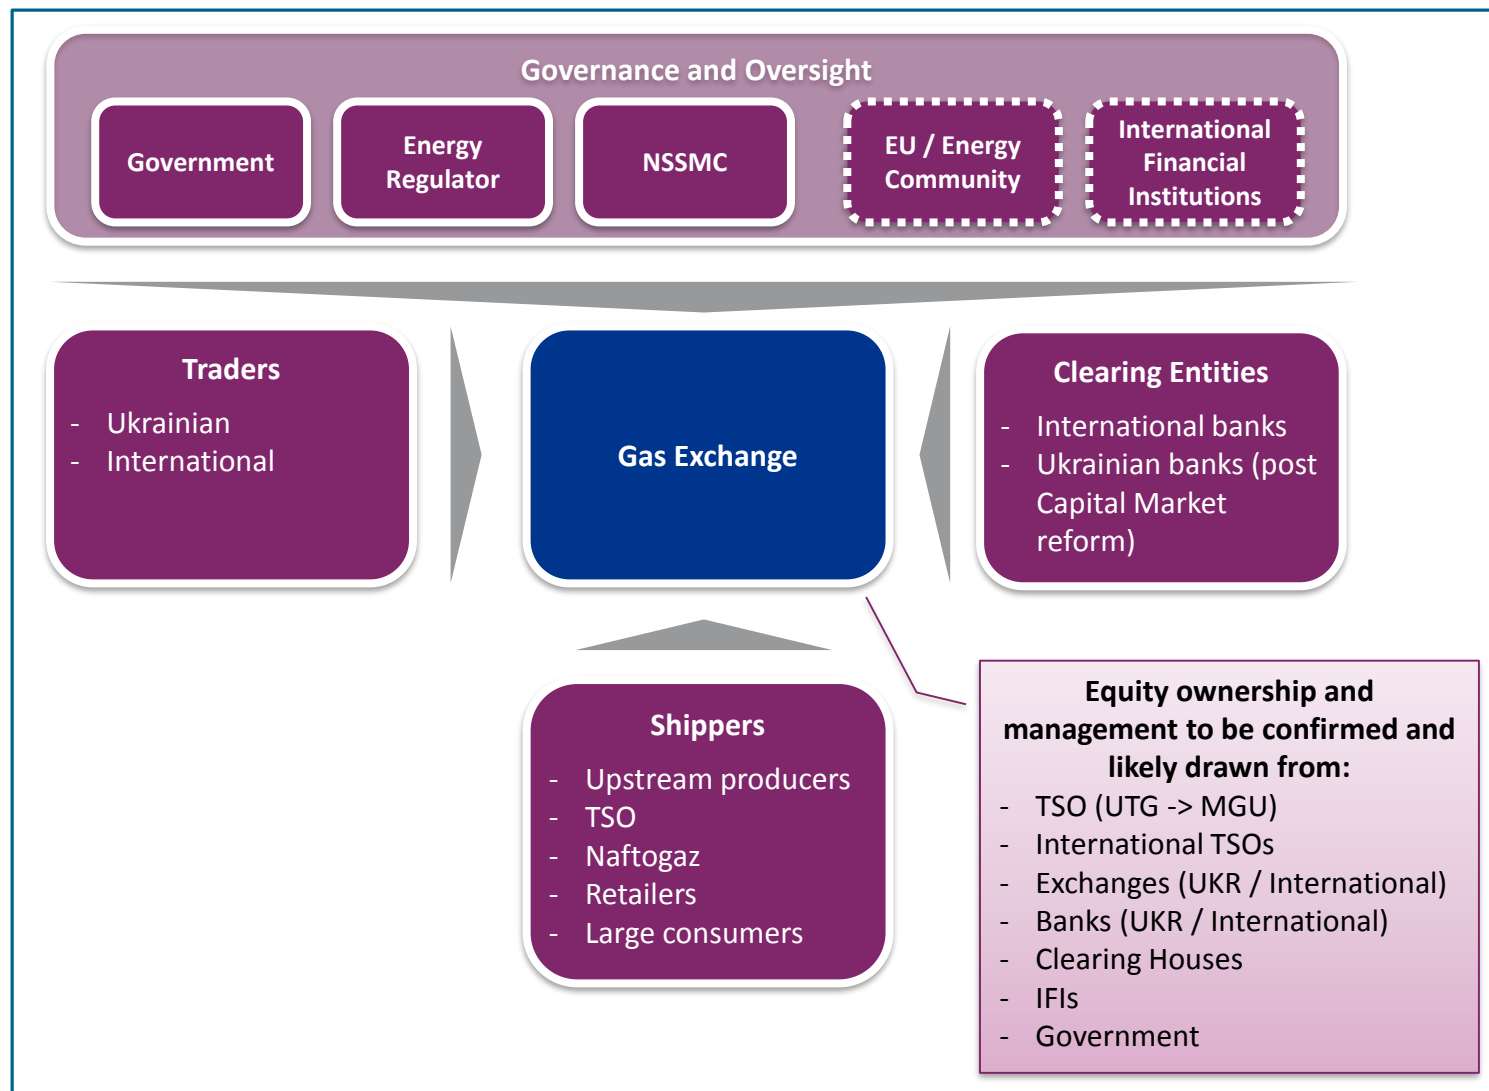 Governance and Oversight
Government
Energy
Regulator
NSSMC
EU / Energy
Community
International
Financial
Institutions
Traders
- Ukrainian
- International
Gas Exchange
Clearing Entities
- International banks
- Ukrainian banks (post
Capital Market
reform)
Shippers
- Upstream producers
- TSO
- Naftogaz
- Retailers
- Large consumers
Equity ownership and
management to be confirmed and
likely drawn from:
- TSO (UTG -> MGU)
- International TSOs
- Exchanges (UKR / International)
- Banks (UKR / International)
- Clearing Houses
- IFIs
- Government